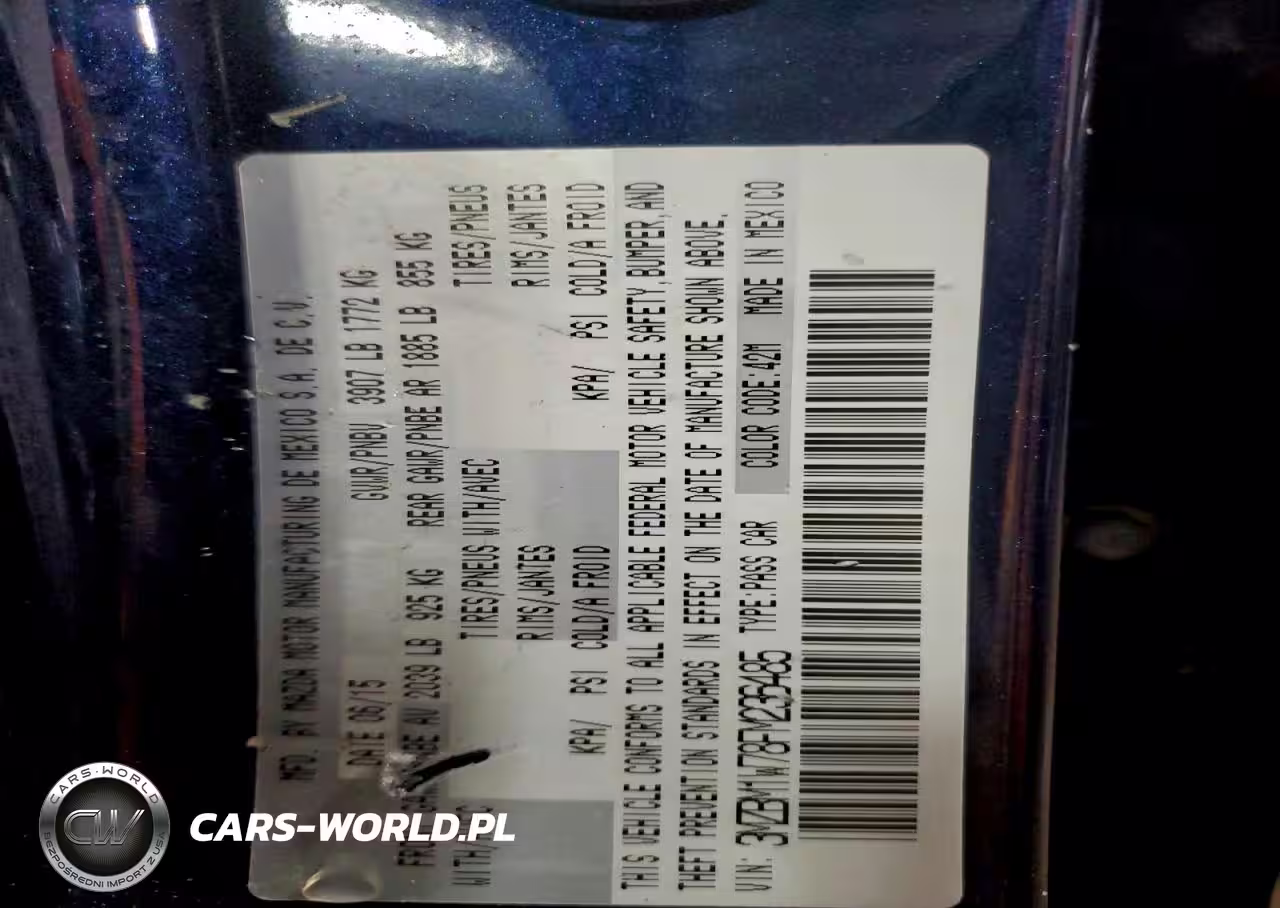 MFD. BY MAZDA MOTOR MANUFACTURING DE MEXICO S.A. DE C.V.
DATE 06/15 GVWR/PNBV 3907 LB 1772 KG
AV 2039 LB 925 KG REAR GAWR/PNBE AR 1885 LB 855 KG
TIRES/PNEUS WITH/AVEC TIRES/PNEUS
RIMS/JANTES RIMS/JANTES
KPA/ PSI COLD/A FROID KPA/ PSI COLD/A FROID
THIS VEHICLE CONFORMS TO ALL APPLICABLE FEDERAL MOTOR VEHICLE SAFETY, BUMPER, AND
THEFT PREVENTION STANDARDS IN EFFECT ON THE DATE OF MANUFACTURE SHOWN ABOVE.
VIN: 3MZBM1W78FM235485 TYPE:PASS CAR COLOR CODE:42M MADE IN MEXICO
CARS-WORLD
CW
BEZPOŚREDNI IMPORT Z USA
CARS-WORLD.PL